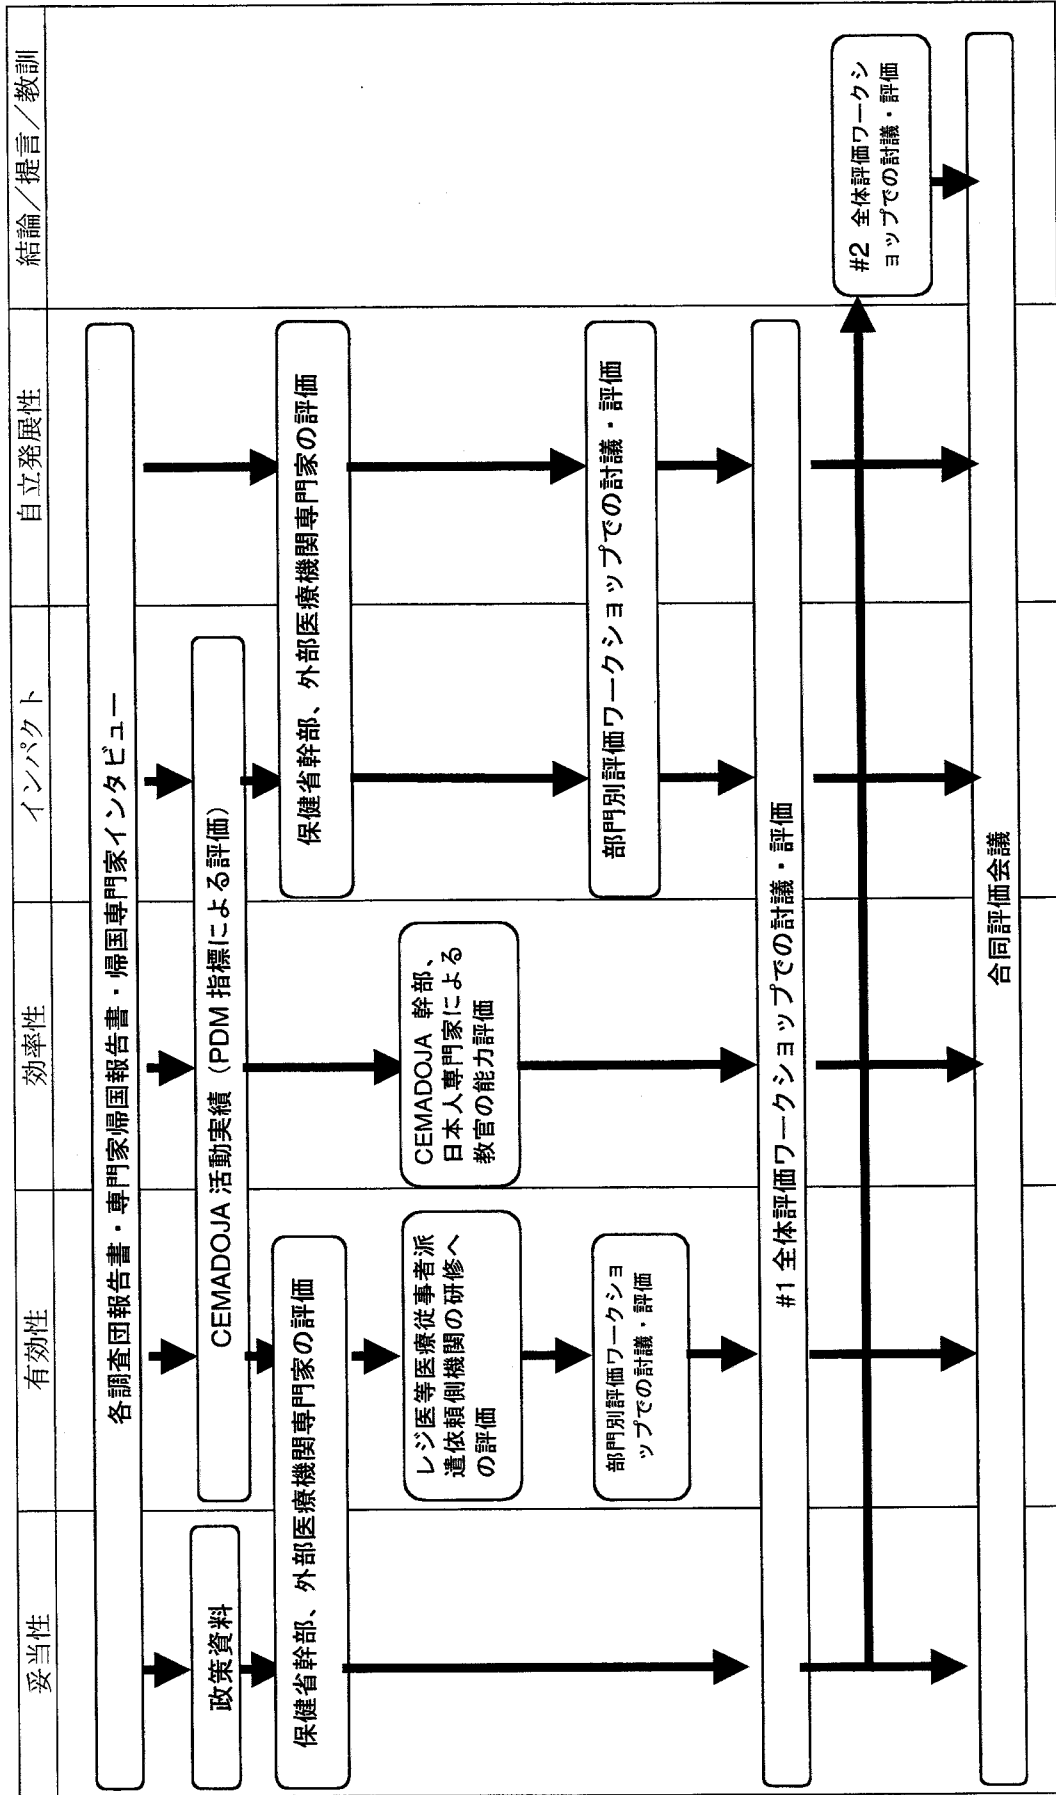 妥当性
有効性
効率性
インパクト
自立発展性
結論／提言／教訓
各調査団報告書・専門家帰国報告書・帰国専門家インタビュー
政策資料
CEMADOJA 活動実績（PDM 指標による評価）
保健省幹部、外部医療機関専門家の評価
保健省幹部、外部医療機関専門家の評価
レジ医等医療従事者派
遣依頼側機関の研修へ
の評価
CEMADOJA 幹部、
日本人専門家による
教官の能力評価
部門別評価ワークショ
ップでの討議・評価
部門別評価ワークショップでの討議・評価
#1 全体評価ワークショップでの討議・評価
#2 全体評価ワークシ
ョップでの討議・評価
合同評価会議